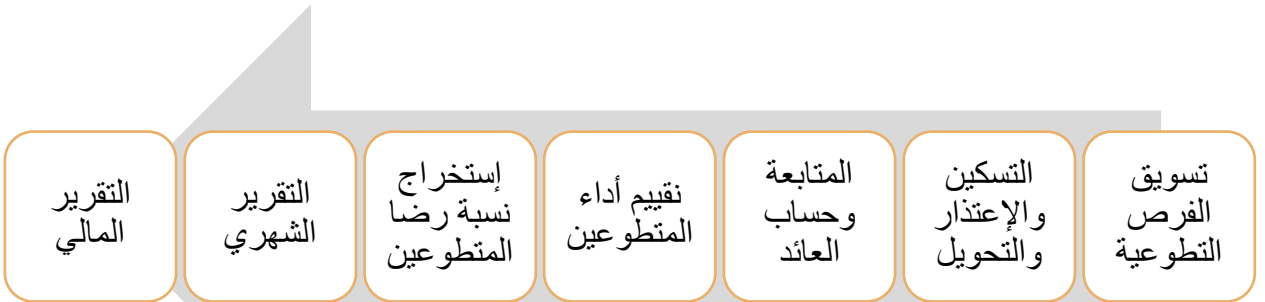 تسويق
الفرص
التطوعية
التسكين
والإعتذار
والتحويل
المتابعة
وحساب
العائد
نقييم أداء
المتطوعين
إستخراج
نسبة رضا
المتطوعين
التقرير
الشهري
التقرير
المالي